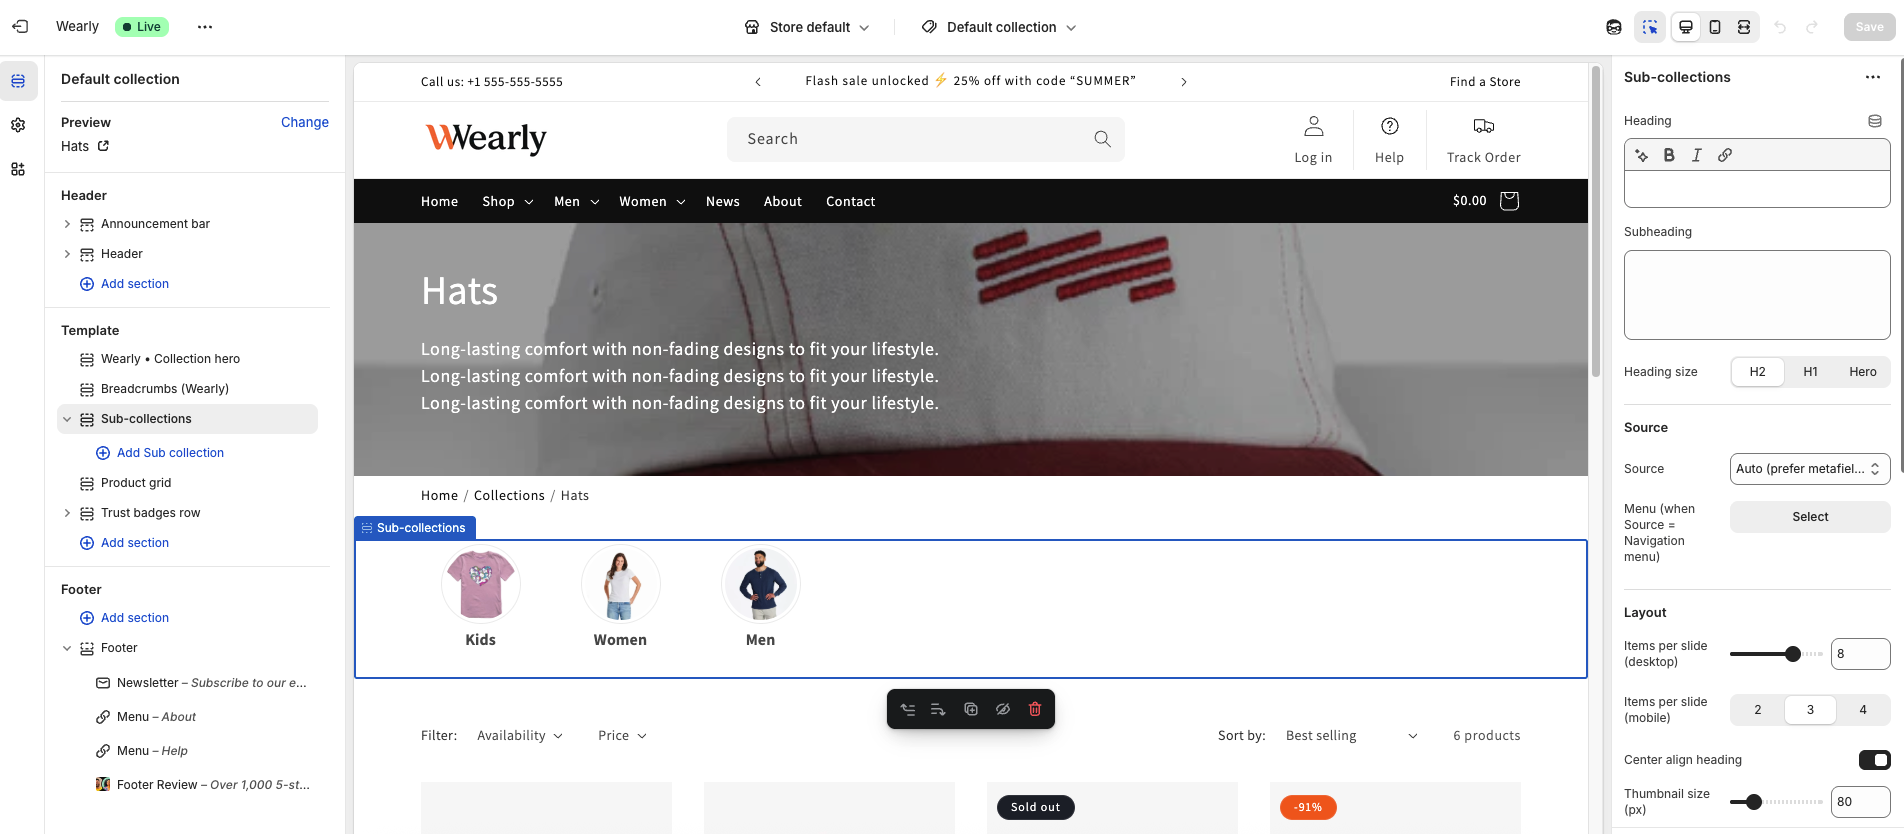 Wearly
Live
Store default
Default collection
Save
Default collection
Preview
Change
Hats
Header
Announcement bar
Header
Add section
Template
Wearly • Collection hero
Breadcrumbs (Wearly)
Sub-collections
Add Sub collection
Product grid
Trust badges row
Add section
Footer
Add section
Footer
Newsletter – Subscribe to our e...
Menu – About
Menu – Help
Footer Review – Over 1,000 5-st...
Call us: +1 555-555-5555
Flash sale unlocked ⚡ 25% off with code “SUMMER”
Find a Store
Wearly
Search
Log in
Help
Track Order
Home
Shop
Men
Women
News
About
Contact
$0.00
Hats
Long-lasting comfort with non-fading designs to fit your lifestyle.
Long-lasting comfort with non-fading designs to fit your lifestyle.
Long-lasting comfort with non-fading designs to fit your lifestyle.
Home / Collections / Hats
Sub-collections
Kids
Women
Men
Filter:
Availability
Price
Sort by:
Best selling
6 products
Sold out
-91%
Sub-collections
Heading
B I
Subheading
Heading size
H2
H1
Hero
Source
Source
Auto (prefer metafiel...
Menu (when
Source =
Navigation
menu)
Select
Layout
Items per slide
(desktop)
8
Items per slide
(mobile)
2
3
4
Center align heading
Thumbnail size
(px)
80